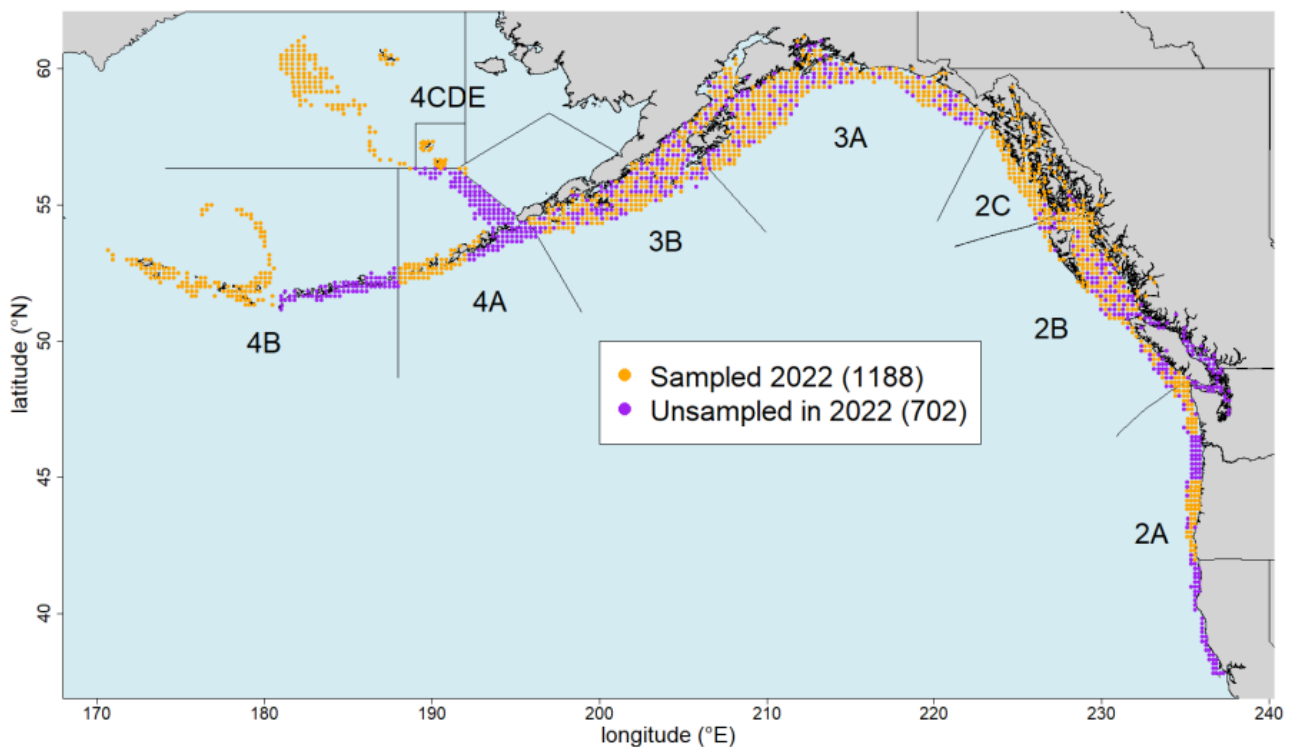 60
55
50
45
40
latitude (°N)
4CDE
3A
2C
3B
4A
2B
4B
2A
Sampled 2022 (1188)
Unsampled in 2022 (702)
170
180
190
200
210
220
230
240
longitude (°E)